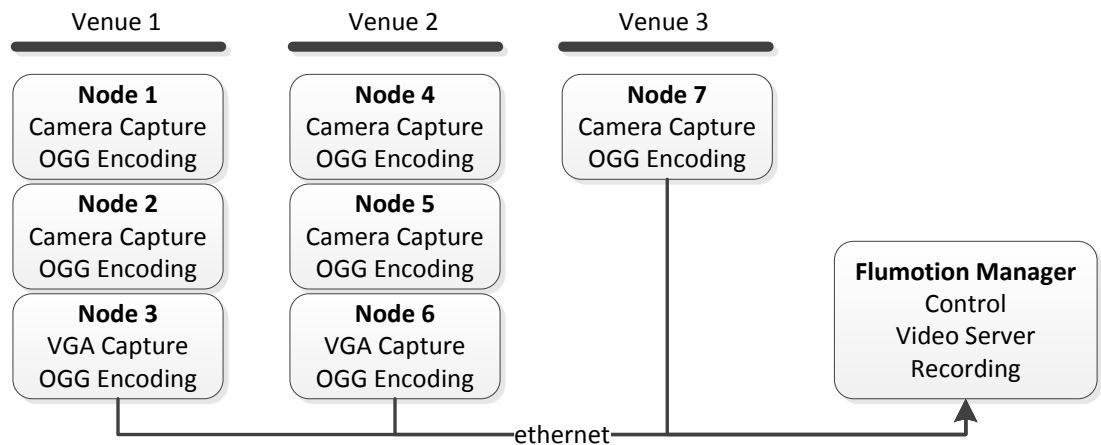 Venue 1
Node 1
Camera Capture
OGG Encoding
Node 2
Camera Capture
OGG Encoding
Node 3
VGA Capture
OGG Encoding
Venue 2
Node 4
Camera Capture
OGG Encoding
Node 5
Camera Capture
OGG Encoding
Node 6
VGA Capture
OGG Encoding
Venue 3
Node 7
Camera Capture
OGG Encoding
Flumotion Manager
Control
Video Server
Recording
ethernet